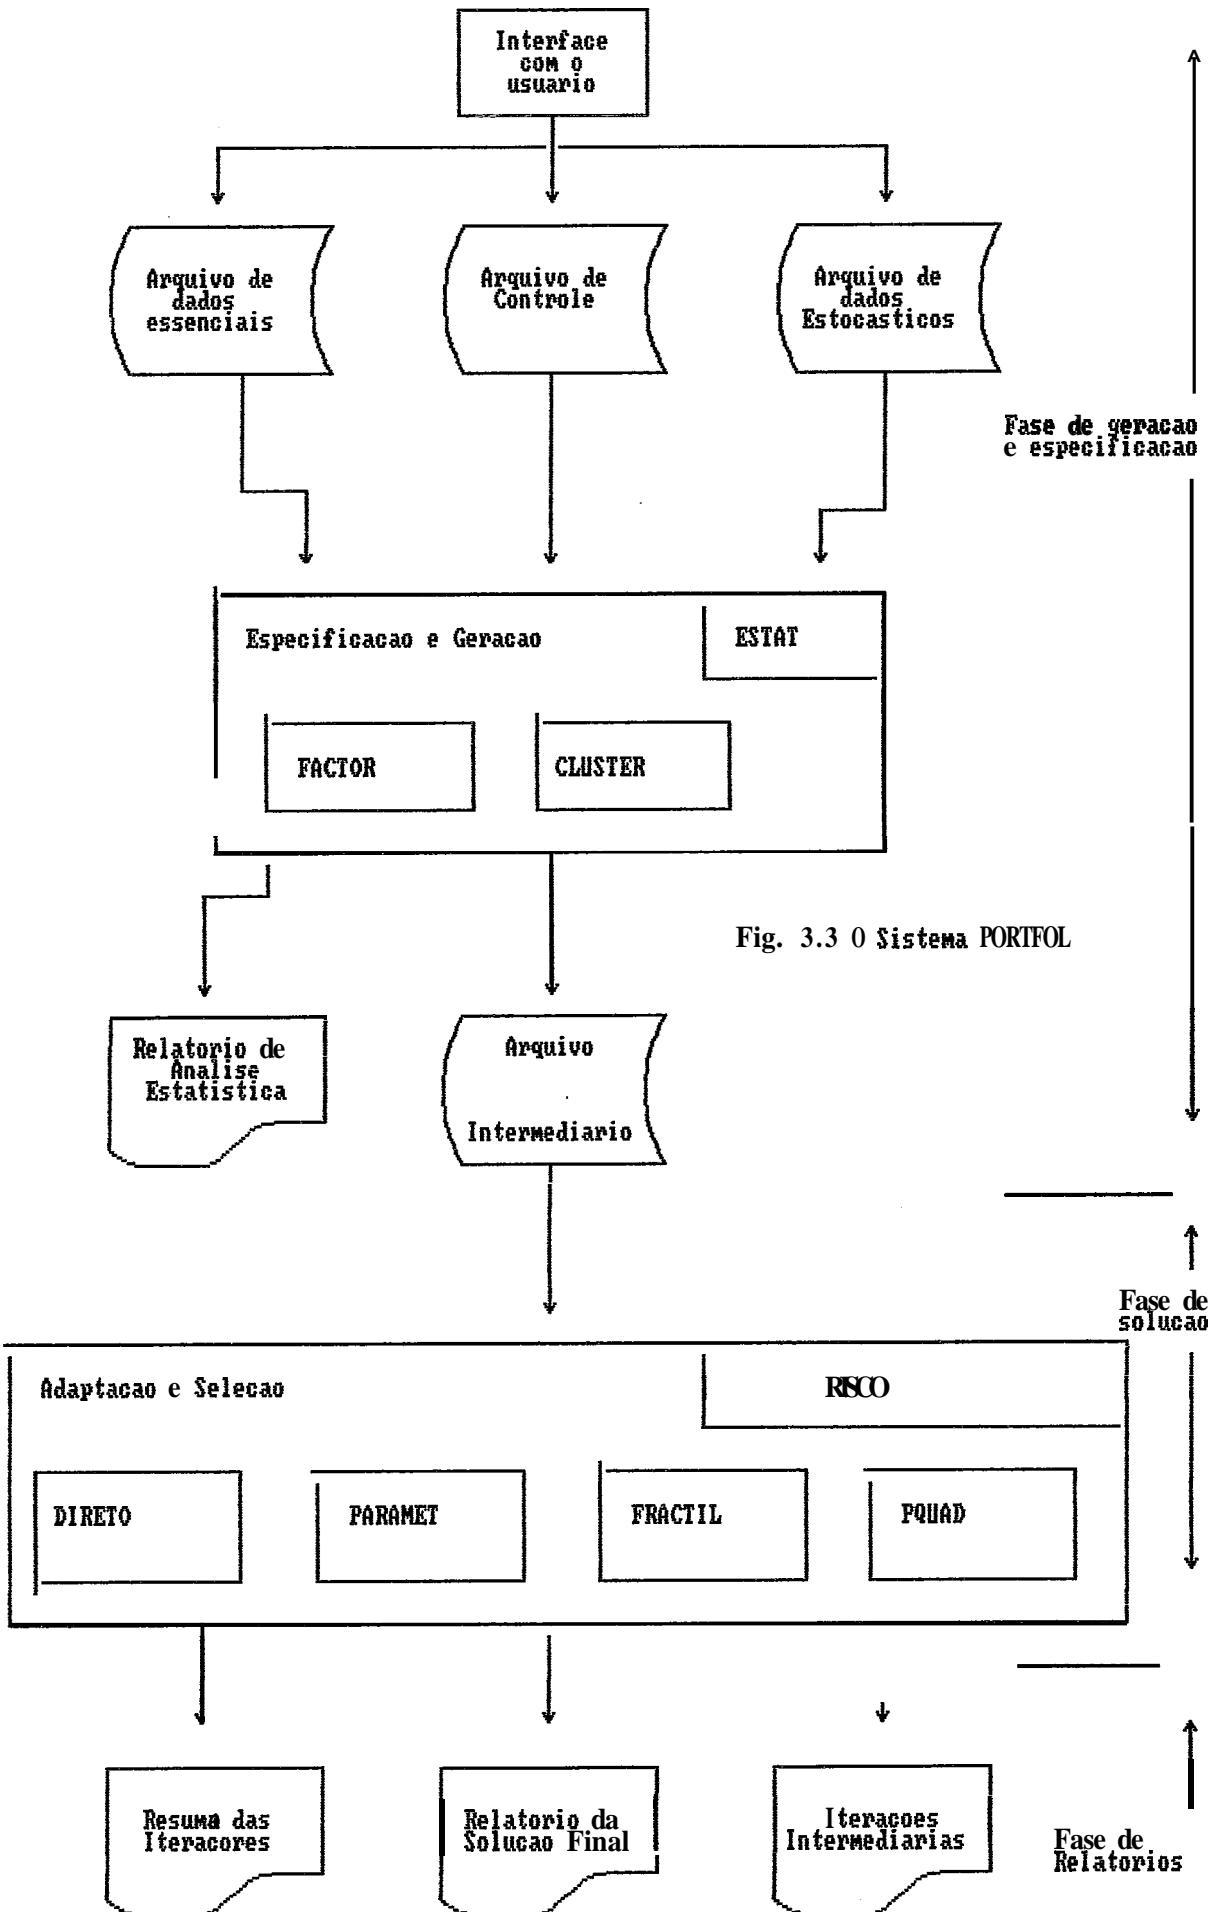 Interface
com o
usuario
Arquivo de
dados
essenciais
Arquivo de
Controle
Arquivo de
dados
Estocasticos
Fase de geracao
e especificacao
Especificacao e Geracao
ESTAT
FACTOR
CLUSTER
Fig. 3.3 O Sistema PORTFOL
Relatorio de
Analise
Estatistica
Arquivo
Intermediario
Fase de
solucao
Adaptacao e Selecao
RISCO
DIRETO
PARAMET
FRACTIL
PQUAD
Resuma das
Iteracores
Relatorio da
Solucao Final
Iteracoes
Intermediarias
Fase de
Relatorios